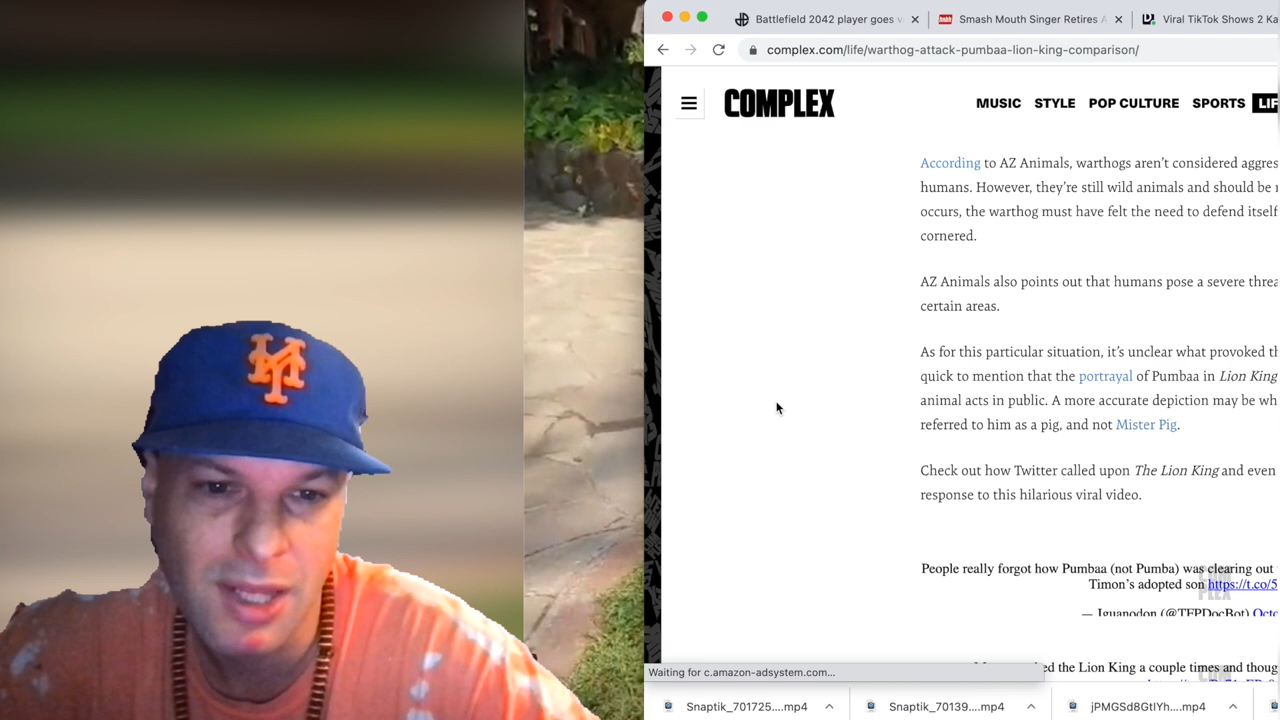 Battlefield 2042 player goes v
Smash Mouth Singer Retires A
Viral TikTok Shows 2 Ka
complex.com/life/warthog-attack-pumbaa-lion-king-comparison/
COMPLEX
MUSIC STYLE POP CULTURE SPORTS LIF
According to AZ Animals, warthogs aren't considered aggres
humans. However, they're still wild animals and should be
occurs, the warthog must have felt the need to defend itself
cornered.
AZ Animals also points out that humans pose a severe threa
certain areas.
As for this particular situation, it's unclear what provoked th
quick to mention that the portrayal of Pumbaa in Lion King
animal acts in public. A more accurate depiction may be wh
referred to him as a pig, and not Mister Pig.
Check out how Twitter called upon The Lion King and even
response to this hilarious viral video.
People really forgot how Pumbaa (not Pumba) was clearing out
Timon's adopted son https://t.co/5
— Iguanodon (@TFPDocBot) Octo
ed the Lion King a couple times and thoug
Waiting for c.amazon-adsystem.com...
Snaptik_701725....mp4
Snaptik_70139....mp4
jPMGSd8GtIYh....mp4